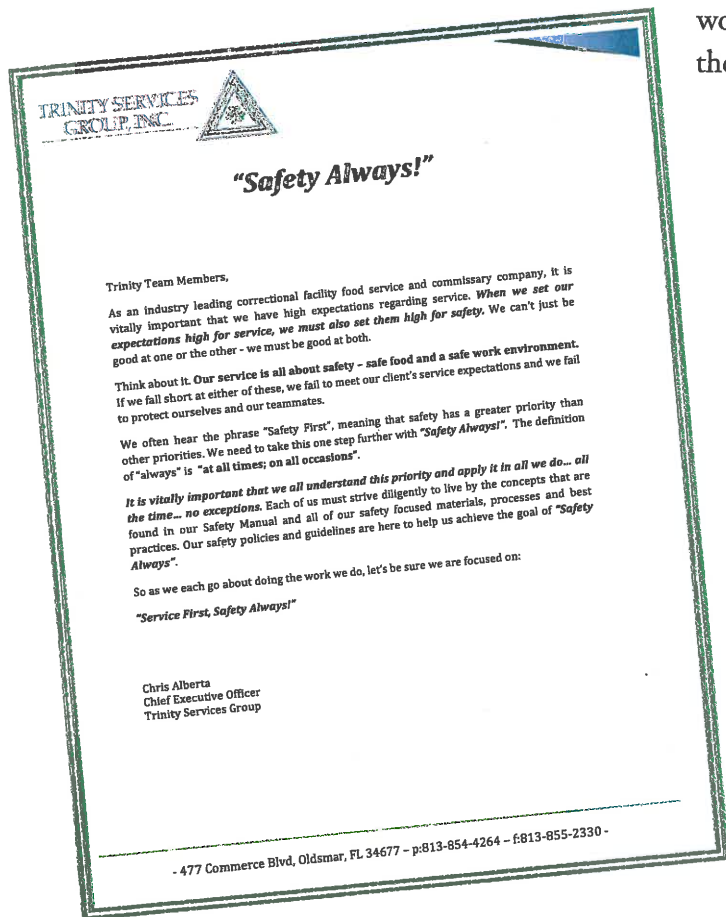 wo
the
TRINITY SERVICES
GROUP, INC.
"Safety Always!"
Trinity Team Members,
As an industry leading correctional facility food service and commissary company, it is
vitally important that we have high expectations regarding service. When we set our
expectations high for service, we must also set them high for safety. We can't just be
good at one or the other – we must be good at both.
Think about it. Our service is all about safety – safe food and a safe work environment.
If we fall short at either of these, we fail to meet our client's service expectations and we fail
to protect ourselves and our teammates.
We often hear the phrase "Safety First", meaning that safety has a greater priority than
other priorities. We need to take this one step further with "Safety Always!". The definition
of "always" is "at all times; on all occasions".
It is vitally important that we all understand this priority and apply it in all we do... all
the time... no exceptions. Each of us must strive diligently to live by the concepts that are
found in our Safety Manual and all of our safety focused materials, processes and best
practices. Our safety policies and guidelines are here to help us achieve the goal of "Safety
Always".
So as we each go about doing the work we do, let's be sure we are focused on:
"Service First, Safety Always!"
Chris Alberta
Chief Executive Officer
Trinity Services Group
- 477 Commerce Blvd, Oldsmar, FL 34677 – p:813-854-4264 – f:813-855-2330 -